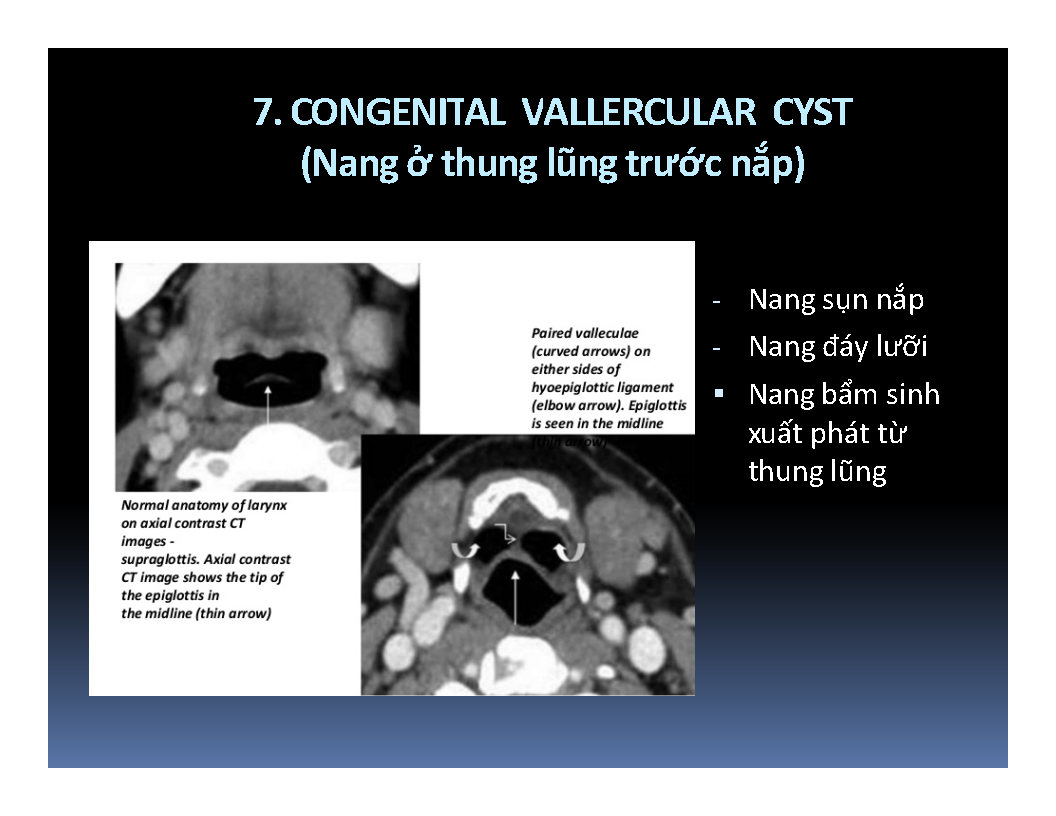 7. CONGENITAL VALLERCULAR CYST
(Nang ở thung lũng trước nắp)
Paired valleculae
(curved arrows) on
either sides of
hyoepiglottic ligament
(elbow arrow). Epiglottis
is seen in the midline
(thin arrow)
Normal anatomy of larynx
on axial contrast CT
images -
supraglottis. Axial contrast
CT image shows the tip of
the epiglottis in
the midline (thin arrow)
- Nang sụn nắp
- Nang đáy lưỡi
▪ Nang bẩm sinh
xuất phát từ
thung lũng